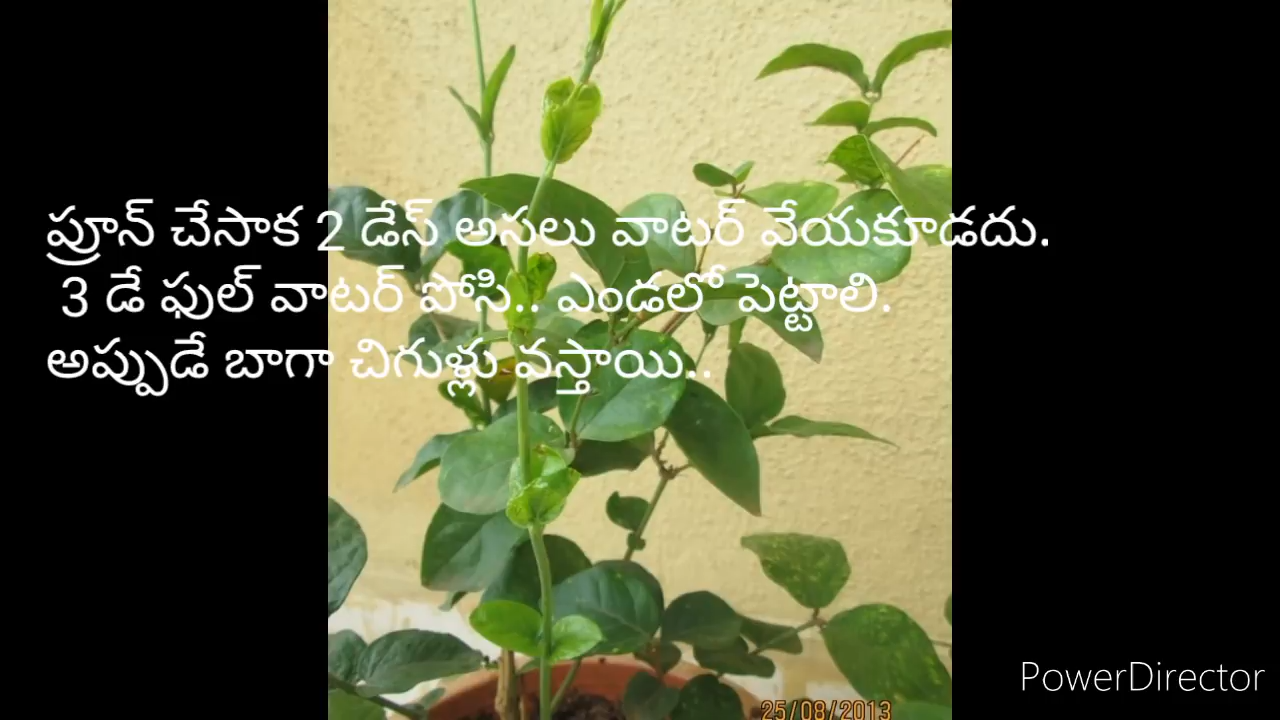 ప్రూన్ చేసాక 2 డేస్ అసలు వాటర్ వేయకూడదు.
3 డే ఫుల్ వాటర్ పోసి.. ఎండలో పెట్టాలి.
అప్పుడే బాగా చిగుళ్లు వస్తాయి..
PowerDirector
25/08/2013